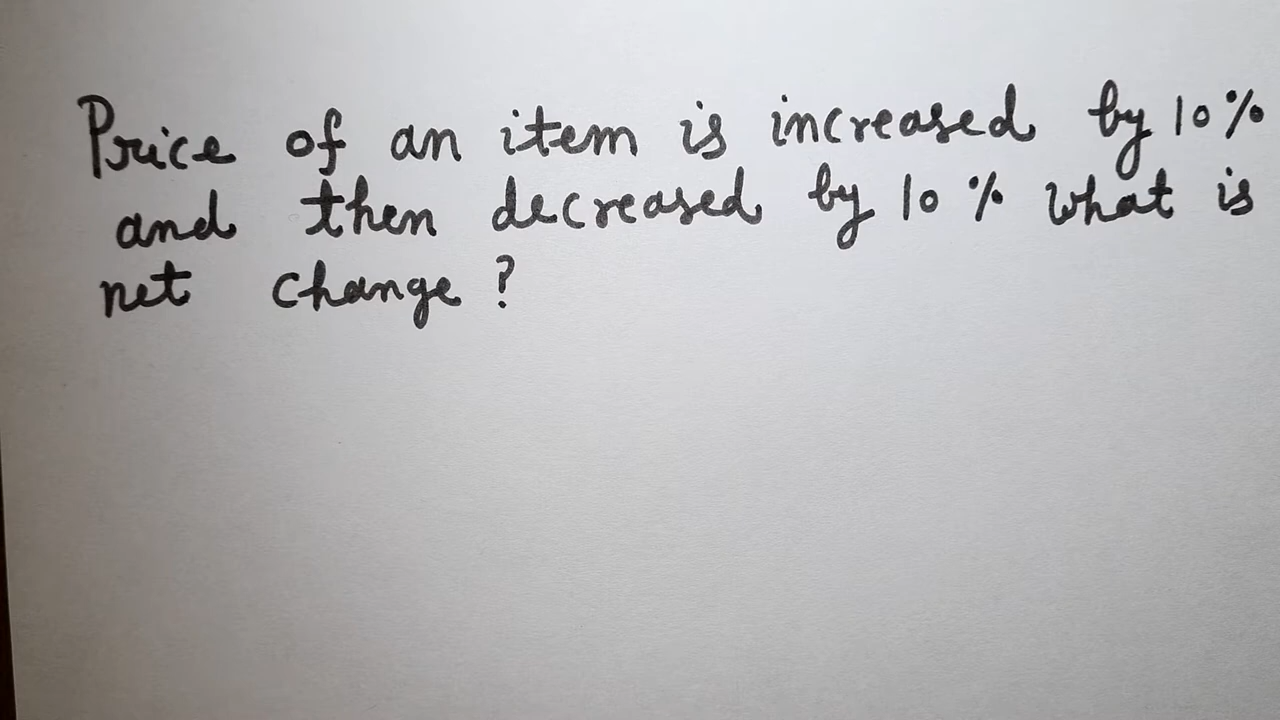 Price of an item is increased by 10%
and then decreased by 10% what is
net change?